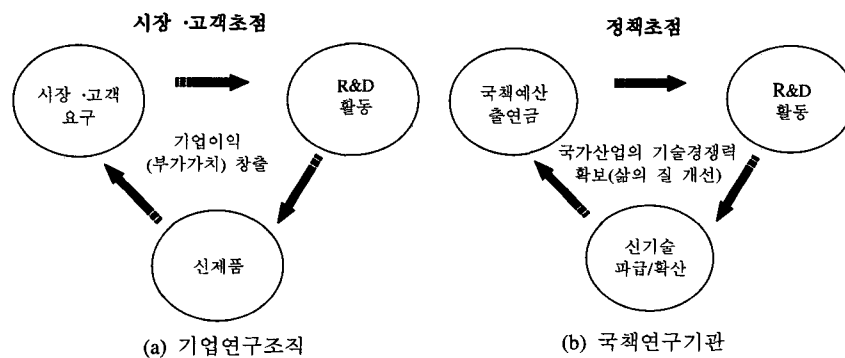 시장 ·고객초점
시장 ·고객
요구
R&D
활동
기업이익
(부가가치) 창출
신제품
(a) 기업연구조직
정책초점
국책예산
출연금
R&D
활동
국가산업의 기술경쟁력
확보(삶의 질 개선)
신기술
파급/확산
(b) 국책연구기관